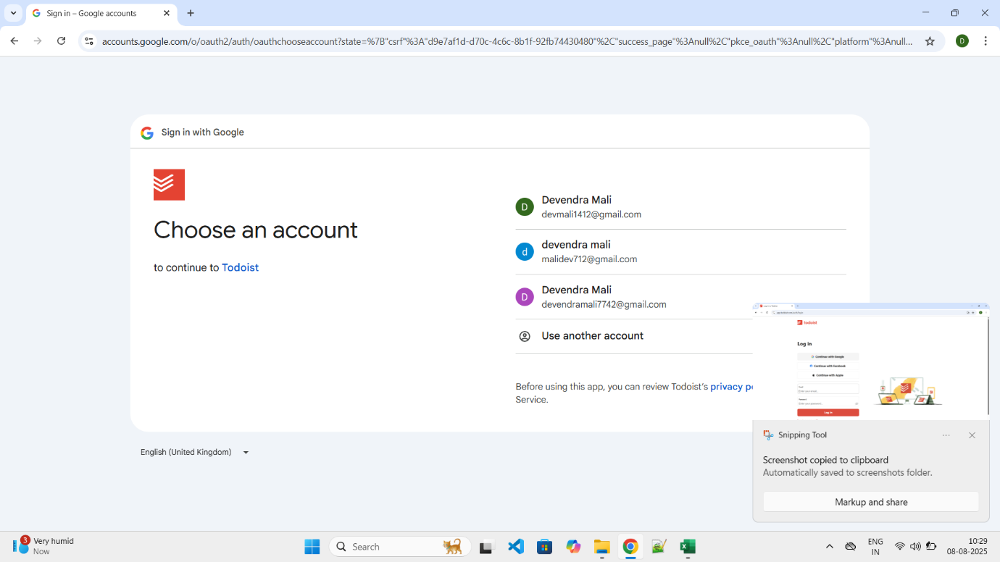 Sign in – Google accounts
accounts.google.com/o/oauth2/auth/oauthchooseaccount?state=%7B"csrf"%3A"d9e7af1d-d70c-4c6c-8b1f-92fb74430480"%2C"success_page"%3Anull%2C"pkce_oauth"%3Anull%2C"platform"%3Anull...
D
Sign in with Google
Choose an account
to continue to Todoist
D
Devendra Mali
devmali1412@gmail.com
d
devendra mali
malidev712@gmail.com
D
Devendra Mali
devendramali7742@gmail.com
Use another account
Before using this app, you can review Todoist's privacy
Service.
English (United Kingdom)
todoist
Log in
Continue with Google
Continue with Facebook
Continue with Apple
Log in
Snipping Tool
Screenshot copied to clipboard
Automatically saved to screenshots folder.
Markup and share
3
Very humid
Now
Search
ENG
IN
10:29
08-08-2025